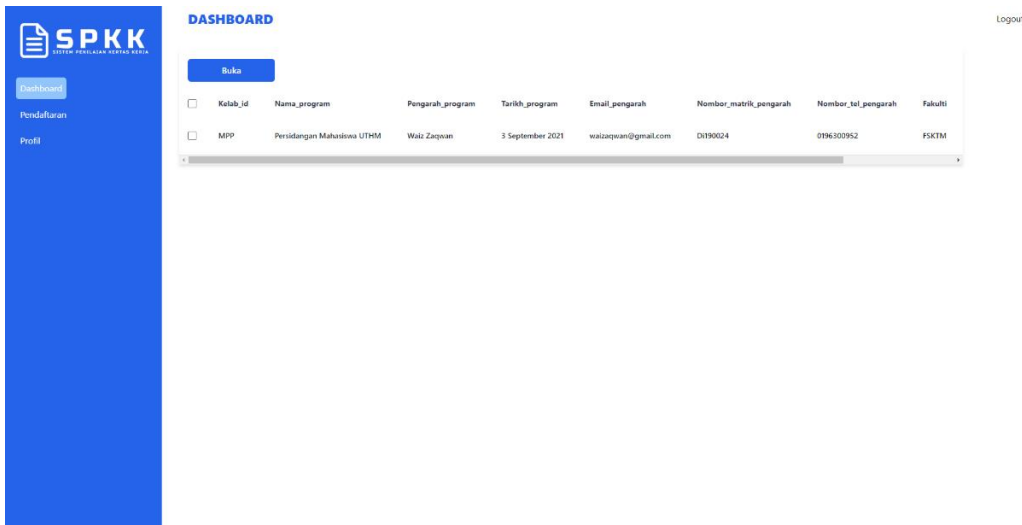 SPKK
SISTEM PENILAIAN KERTAS KERJA
Dashboard
Pendaftaran
Profil
DASHBOARD
Logout
Buka
Kelab_id Nama_program Pengarah_program Tarikh_program Email_pengarah Nombor_matrik_pengarah Nombor_tel_pengarah Fakulti
MPP Persidangan Mahasiswa UTHM Waiz Zaqwan 3 September 2021 waizaqwan@gmail.com Di190024 0196300952 FSKTM